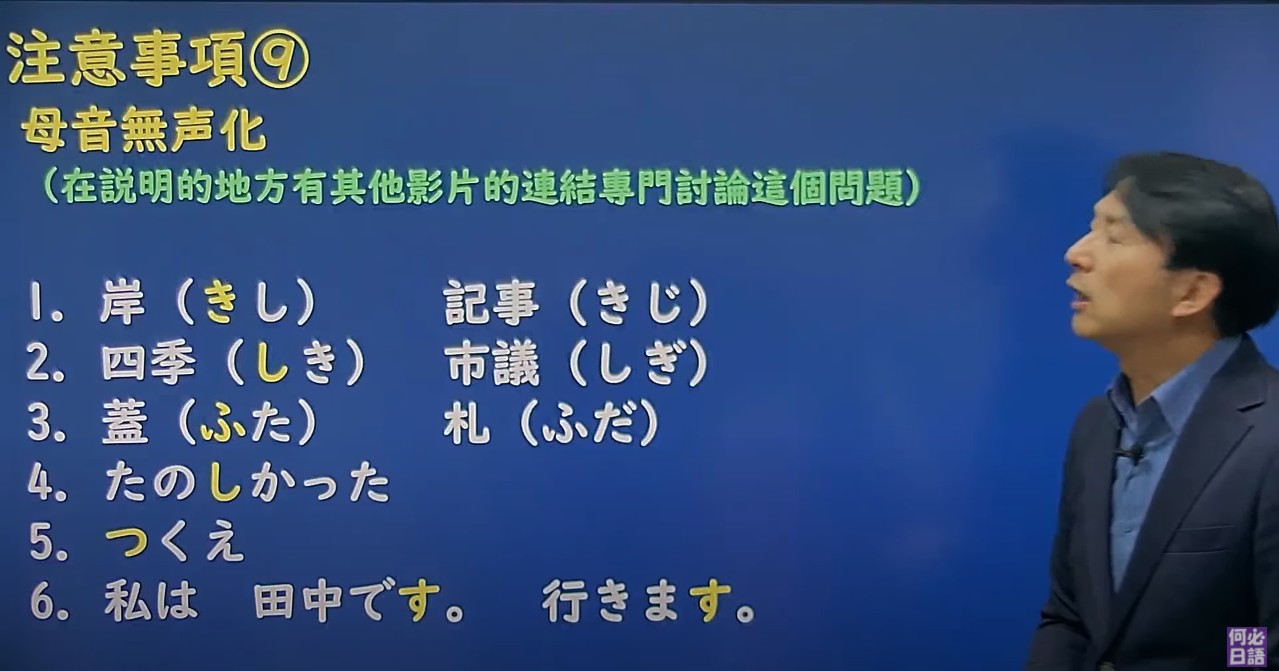 注意事項⑨
母音無声化
（在説明的地方有其他影片的連結專門討論這個問題）
1. 岸（きし） 記事（きじ）
2. 四季（しき） 市議（しぎ）
3. 蓋（ふた） 札（ふだ）
4. たのしかった
5. つくえ
6. 私は 田中です。 行きます。
何必
日語